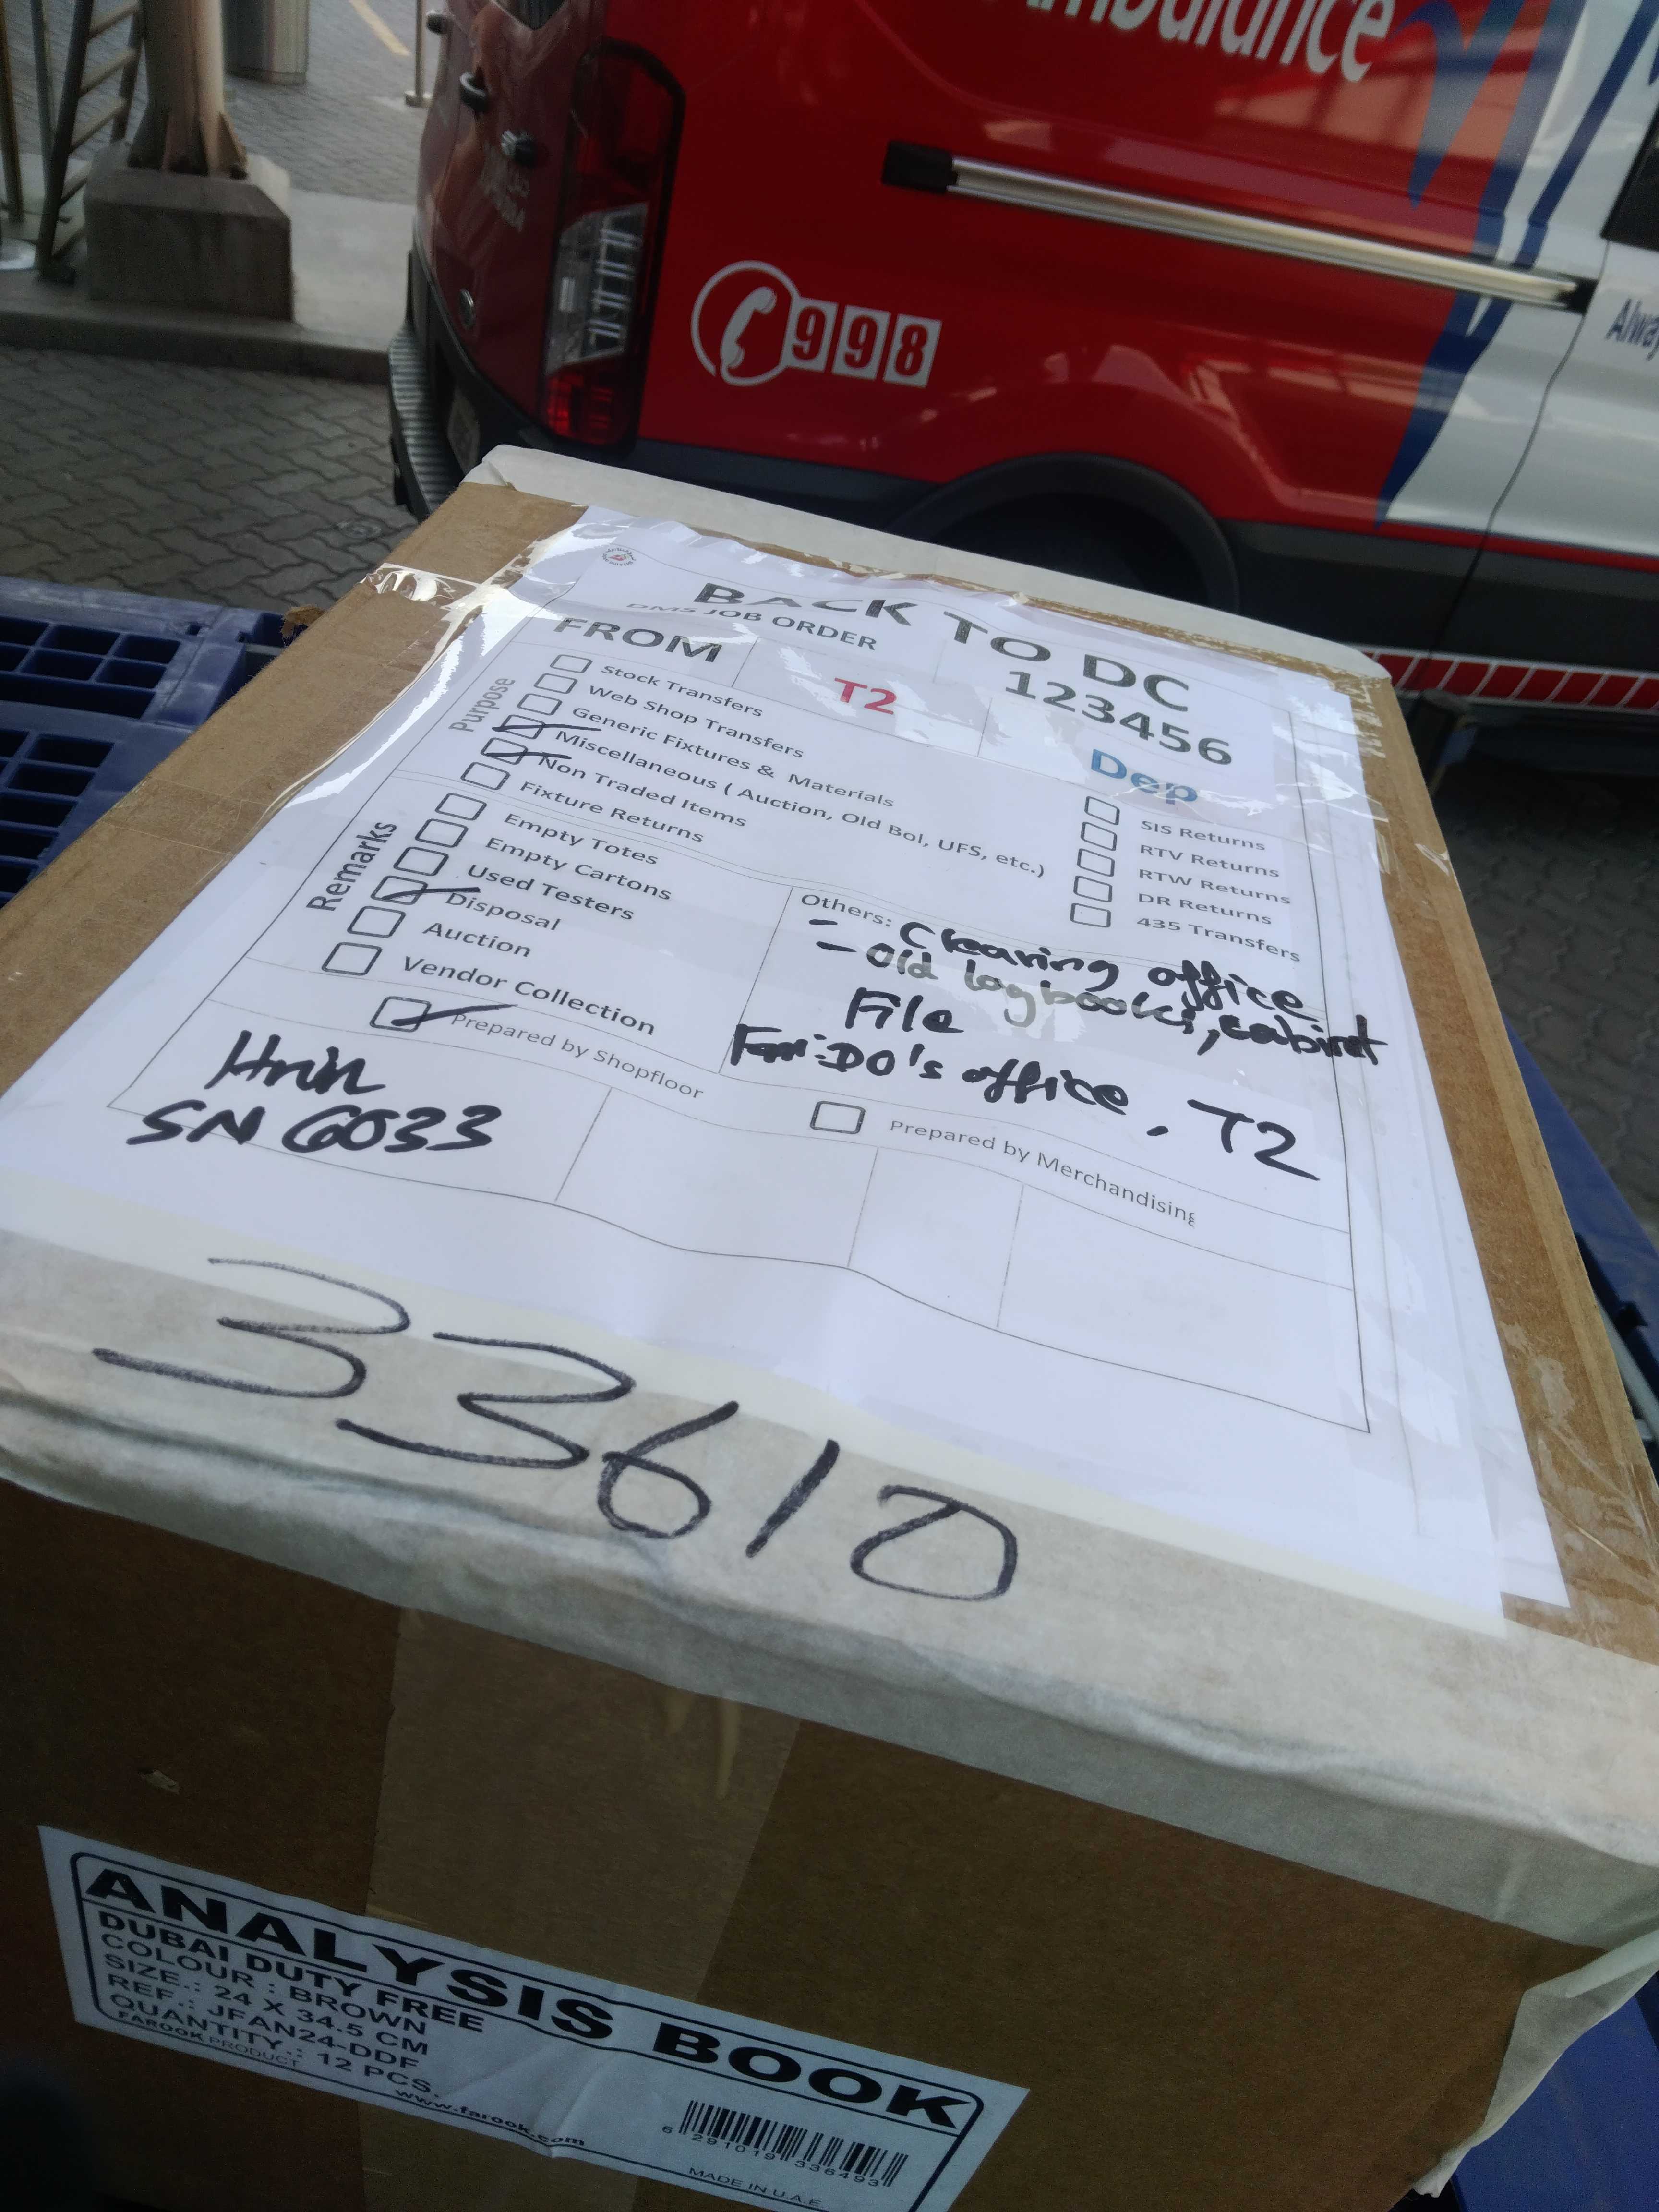 998
Alwa
BACK TO DC
DMS JOB ORDER
123456
FROM
T2
Dep
Purpose
Stock Transfers
Web Shop Transfers
Generic Fixtures & Materials
Miscellaneous ( Auction, Old Bol, UFS, etc.)
Non Traded Items
Fixture Returns
SIS Returns
RTV Returns
RTW Returns
DR Returns
435 Transfers
Remarks
Empty Totes
Empty Cartons
Used Testers
Disposal
Auction
Vendor Collection
Others: Clearing office
- Old logbooks, cabinet
File
From: DO's office, T2
Prepared by Shopfloor
Prepared by Merchandising
Hnin
SN 6033
33610
ANALYSIS BOOK
DUBAI DUTY FREE
COLOUR : BROWN
SIZE.: 24 X 34.5 CM
REF .: JFAN24-DDF
QUANTITY .: 12 PCS.
FAROOK PRODUCT
www.farook.com
6 291019 336493
MADE IN U.A.E.